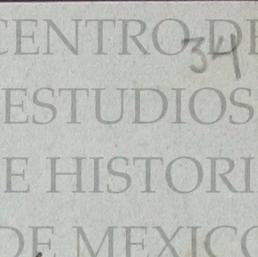 CENTRO DE
34
ESTUDIOS
E HISTORI
DE MEXICO